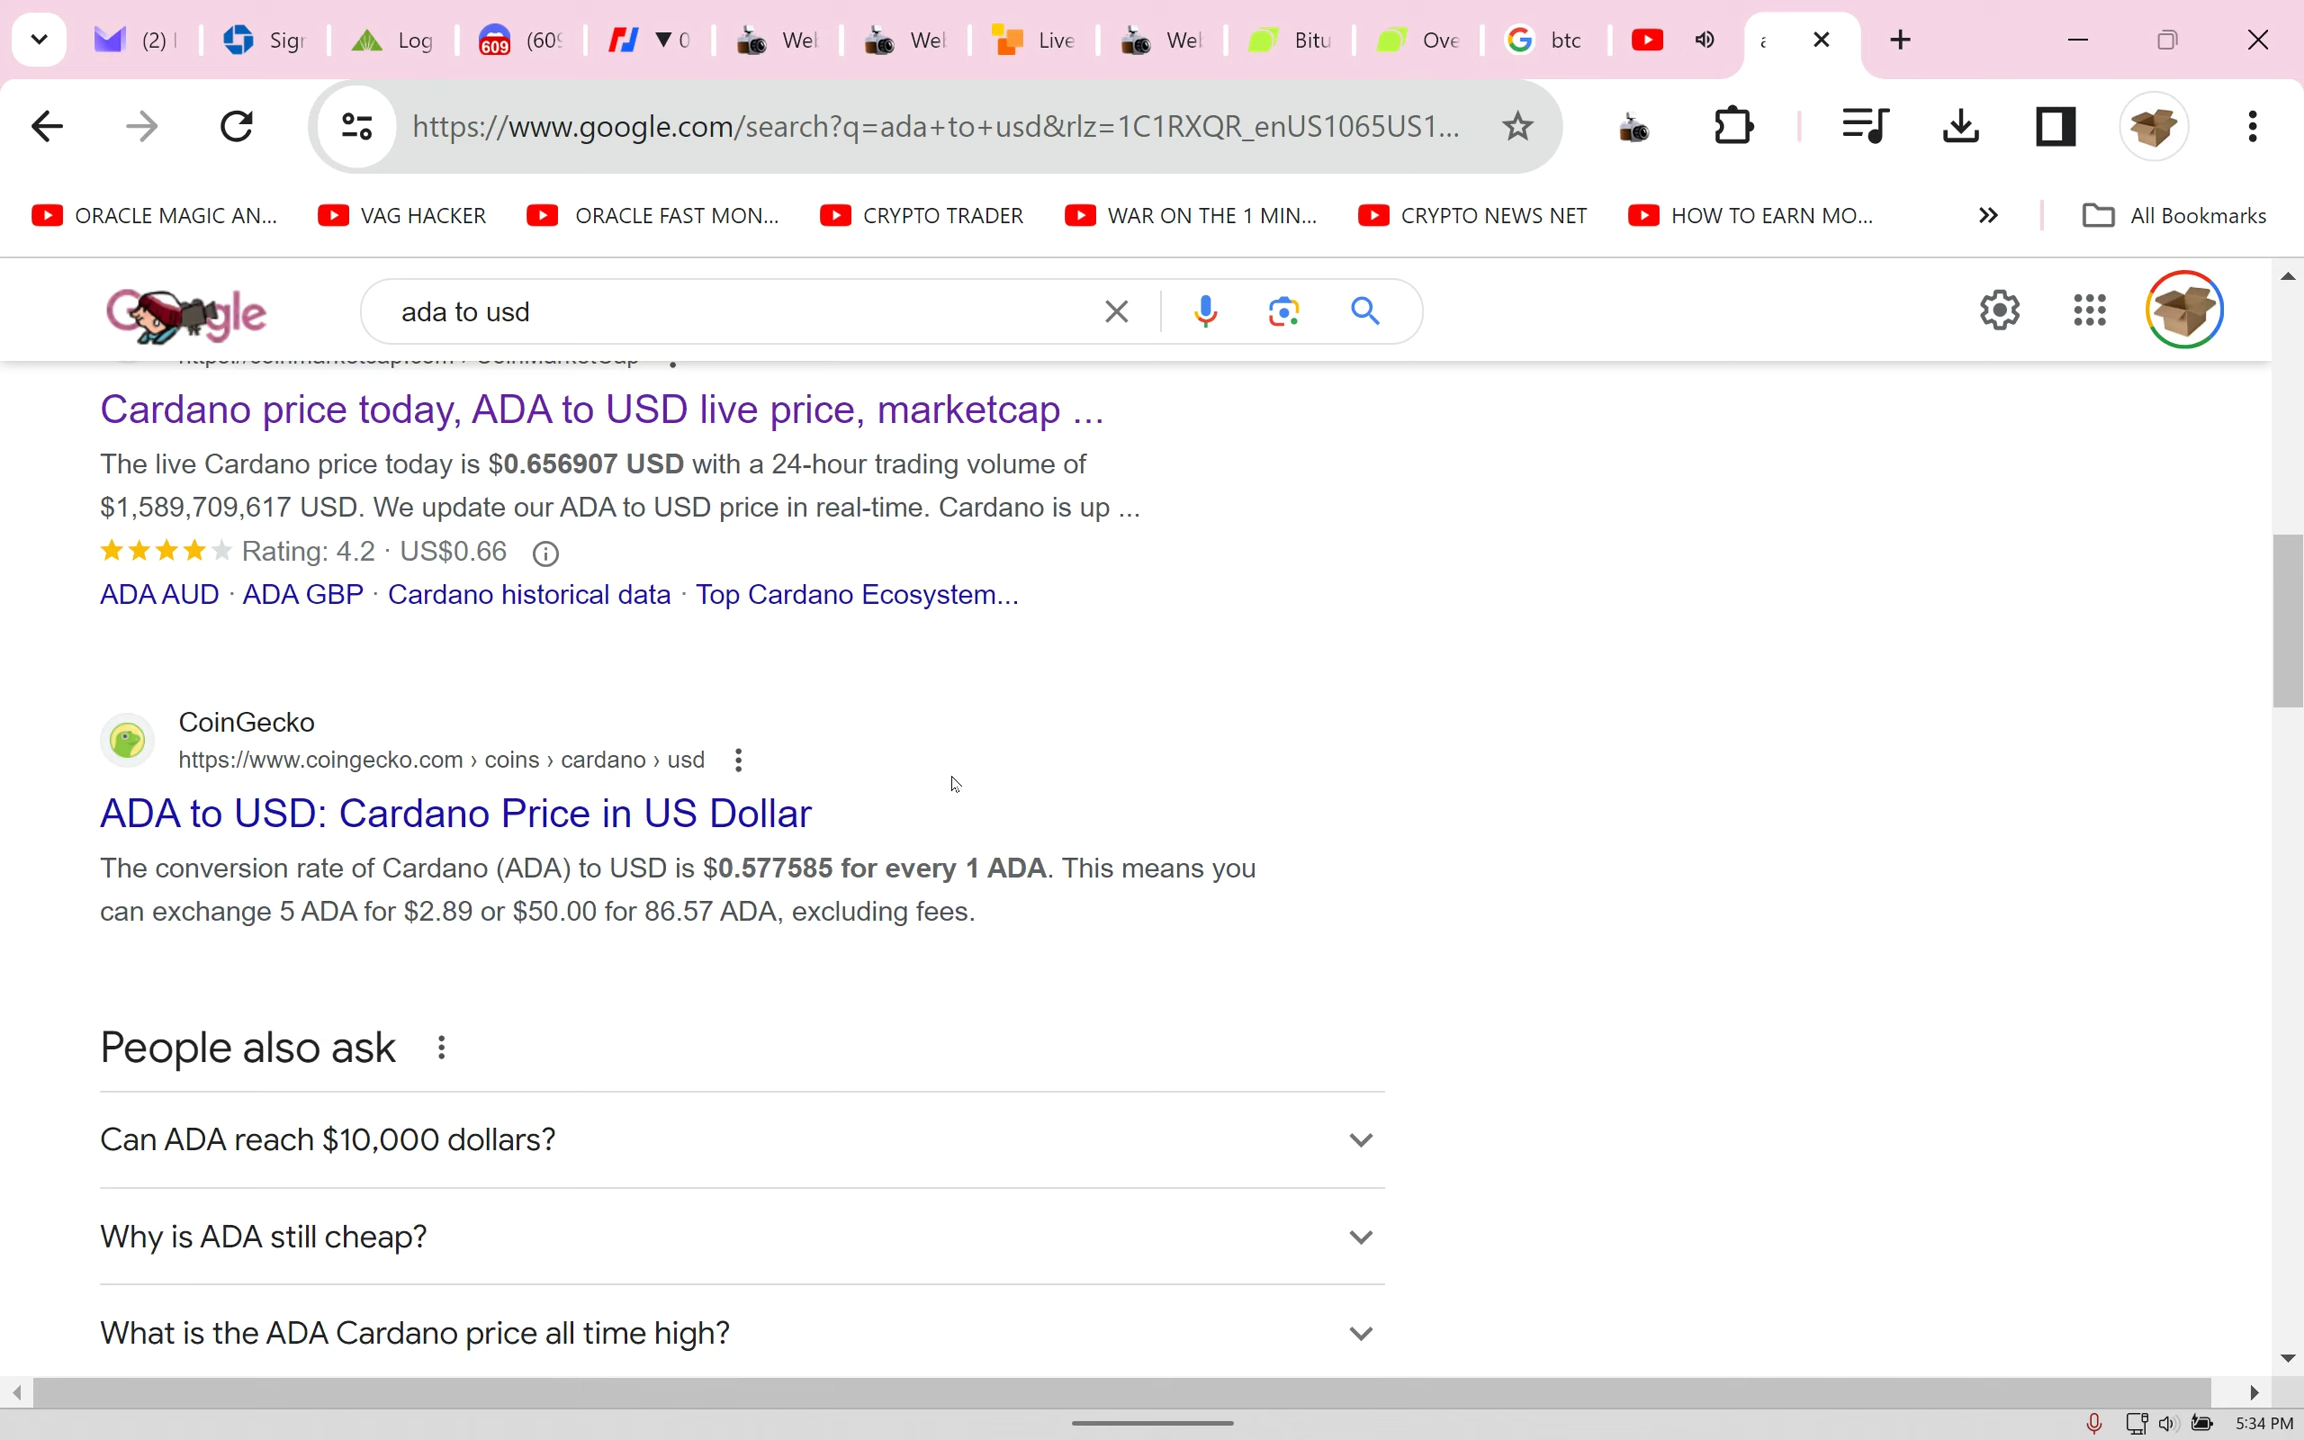 (2)
Sign
Log
609
(609
▼ 0
Wel
Wel
Live
Wel
Bitu
Ove
btc
https://www.google.com/search?q=ada+to+usd&rlz=1C1RXQR_enUS1065US1...
ORACLE MAGIC AN...
VAG HACKER
ORACLE FAST MON...
CRYPTO TRADER
WAR ON THE 1 MIN...
CRYPTO NEWS NET
HOW TO EARN MO...
»
All Bookmarks
Google
ada to usd
https://coinmarketcap.com › CoinMarketCap
Cardano price today, ADA to USD live price, marketcap ...
The live Cardano price today is $0.656907 USD with a 24-hour trading volume of
$1,589,709,617 USD. We update our ADA to USD price in real-time. Cardano is up ...
Rating: 4.2 · US$0.66
ADA AUD · ADA GBP · Cardano historical data · Top Cardano Ecosystem...
CoinGecko
https://www.coingecko.com › coins › cardano › usd
ADA to USD: Cardano Price in US Dollar
The conversion rate of Cardano (ADA) to USD is $0.577585 for every 1 ADA. This means you
can exchange 5 ADA for $2.89 or $50.00 for 86.57 ADA, excluding fees.
People also ask
Can ADA reach $10,000 dollars?
Why is ADA still cheap?
What is the ADA Cardano price all time high?
5:34 PM